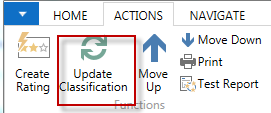 HOME ACTIONS NAVIGATE
Create Rating
Update Classification
Move Up
Move Down
Print
Test Report
Functions